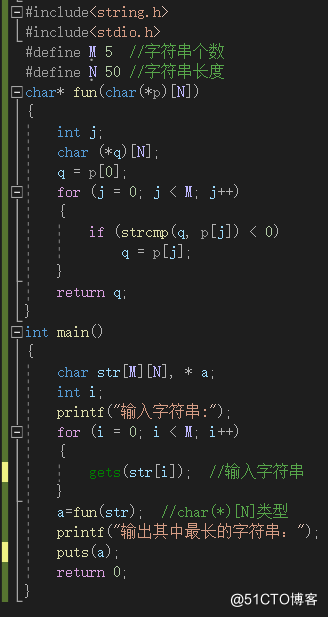 #include<string.h>
#include<stdio.h>
#define M 5  //字符串个数
#define N 50 //字符串长度
char* fun(char(*p)[N])
{
    int j;
    char (*q)[N];
    q = p[0];
    for (j = 0; j < M; j++)
    {
        if (strcmp(q, p[j]) < 0)
            q = p[j];
    }
    return q;
}
int main()
{
    char str[M][N], * a;
    int i;
    printf("输入字符串:");
    for (i = 0; i < M; i++)
    {
        gets(str[i]);  //输入字符串
    }
    a=fun(str);  //char(*)[N]类型
    printf("输出其中最长的字符串：");
    puts(a);
    return 0;
}
@51CTO博客